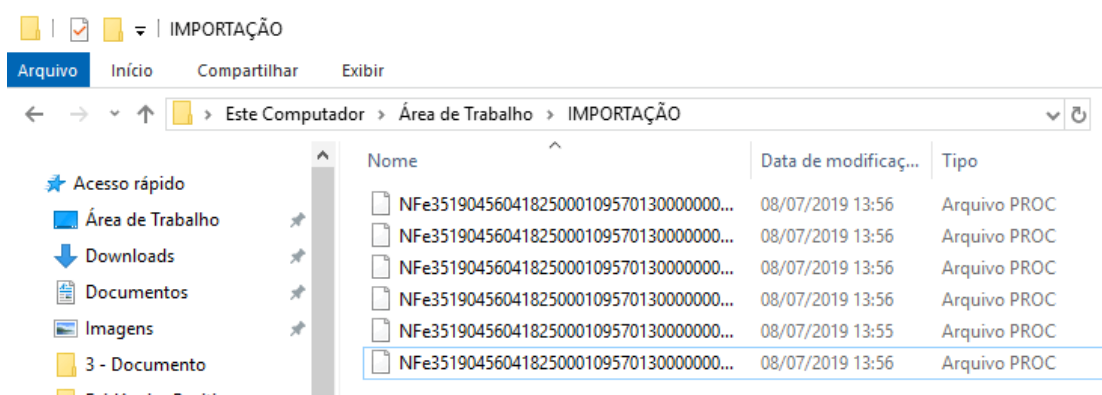 IMPORTAÇÃO
Arquivo Início Compartilhar Exibir
Este Computador > Área de Trabalho > IMPORTAÇÃO
Nome Data de modificaç... Tipo
Acesso rápido
Área de Trabalho
Downloads
Documentos
Imagens
3 - Documento
NFe35190456041825000109570130000000... 08/07/2019 13:56 Arquivo PROC
NFe35190456041825000109570130000000... 08/07/2019 13:56 Arquivo PROC
NFe35190456041825000109570130000000... 08/07/2019 13:56 Arquivo PROC
NFe35190456041825000109570130000000... 08/07/2019 13:56 Arquivo PROC
NFe35190456041825000109570130000000... 08/07/2019 13:55 Arquivo PROC
NFe35190456041825000109570130000000... 08/07/2019 13:56 Arquivo PROC